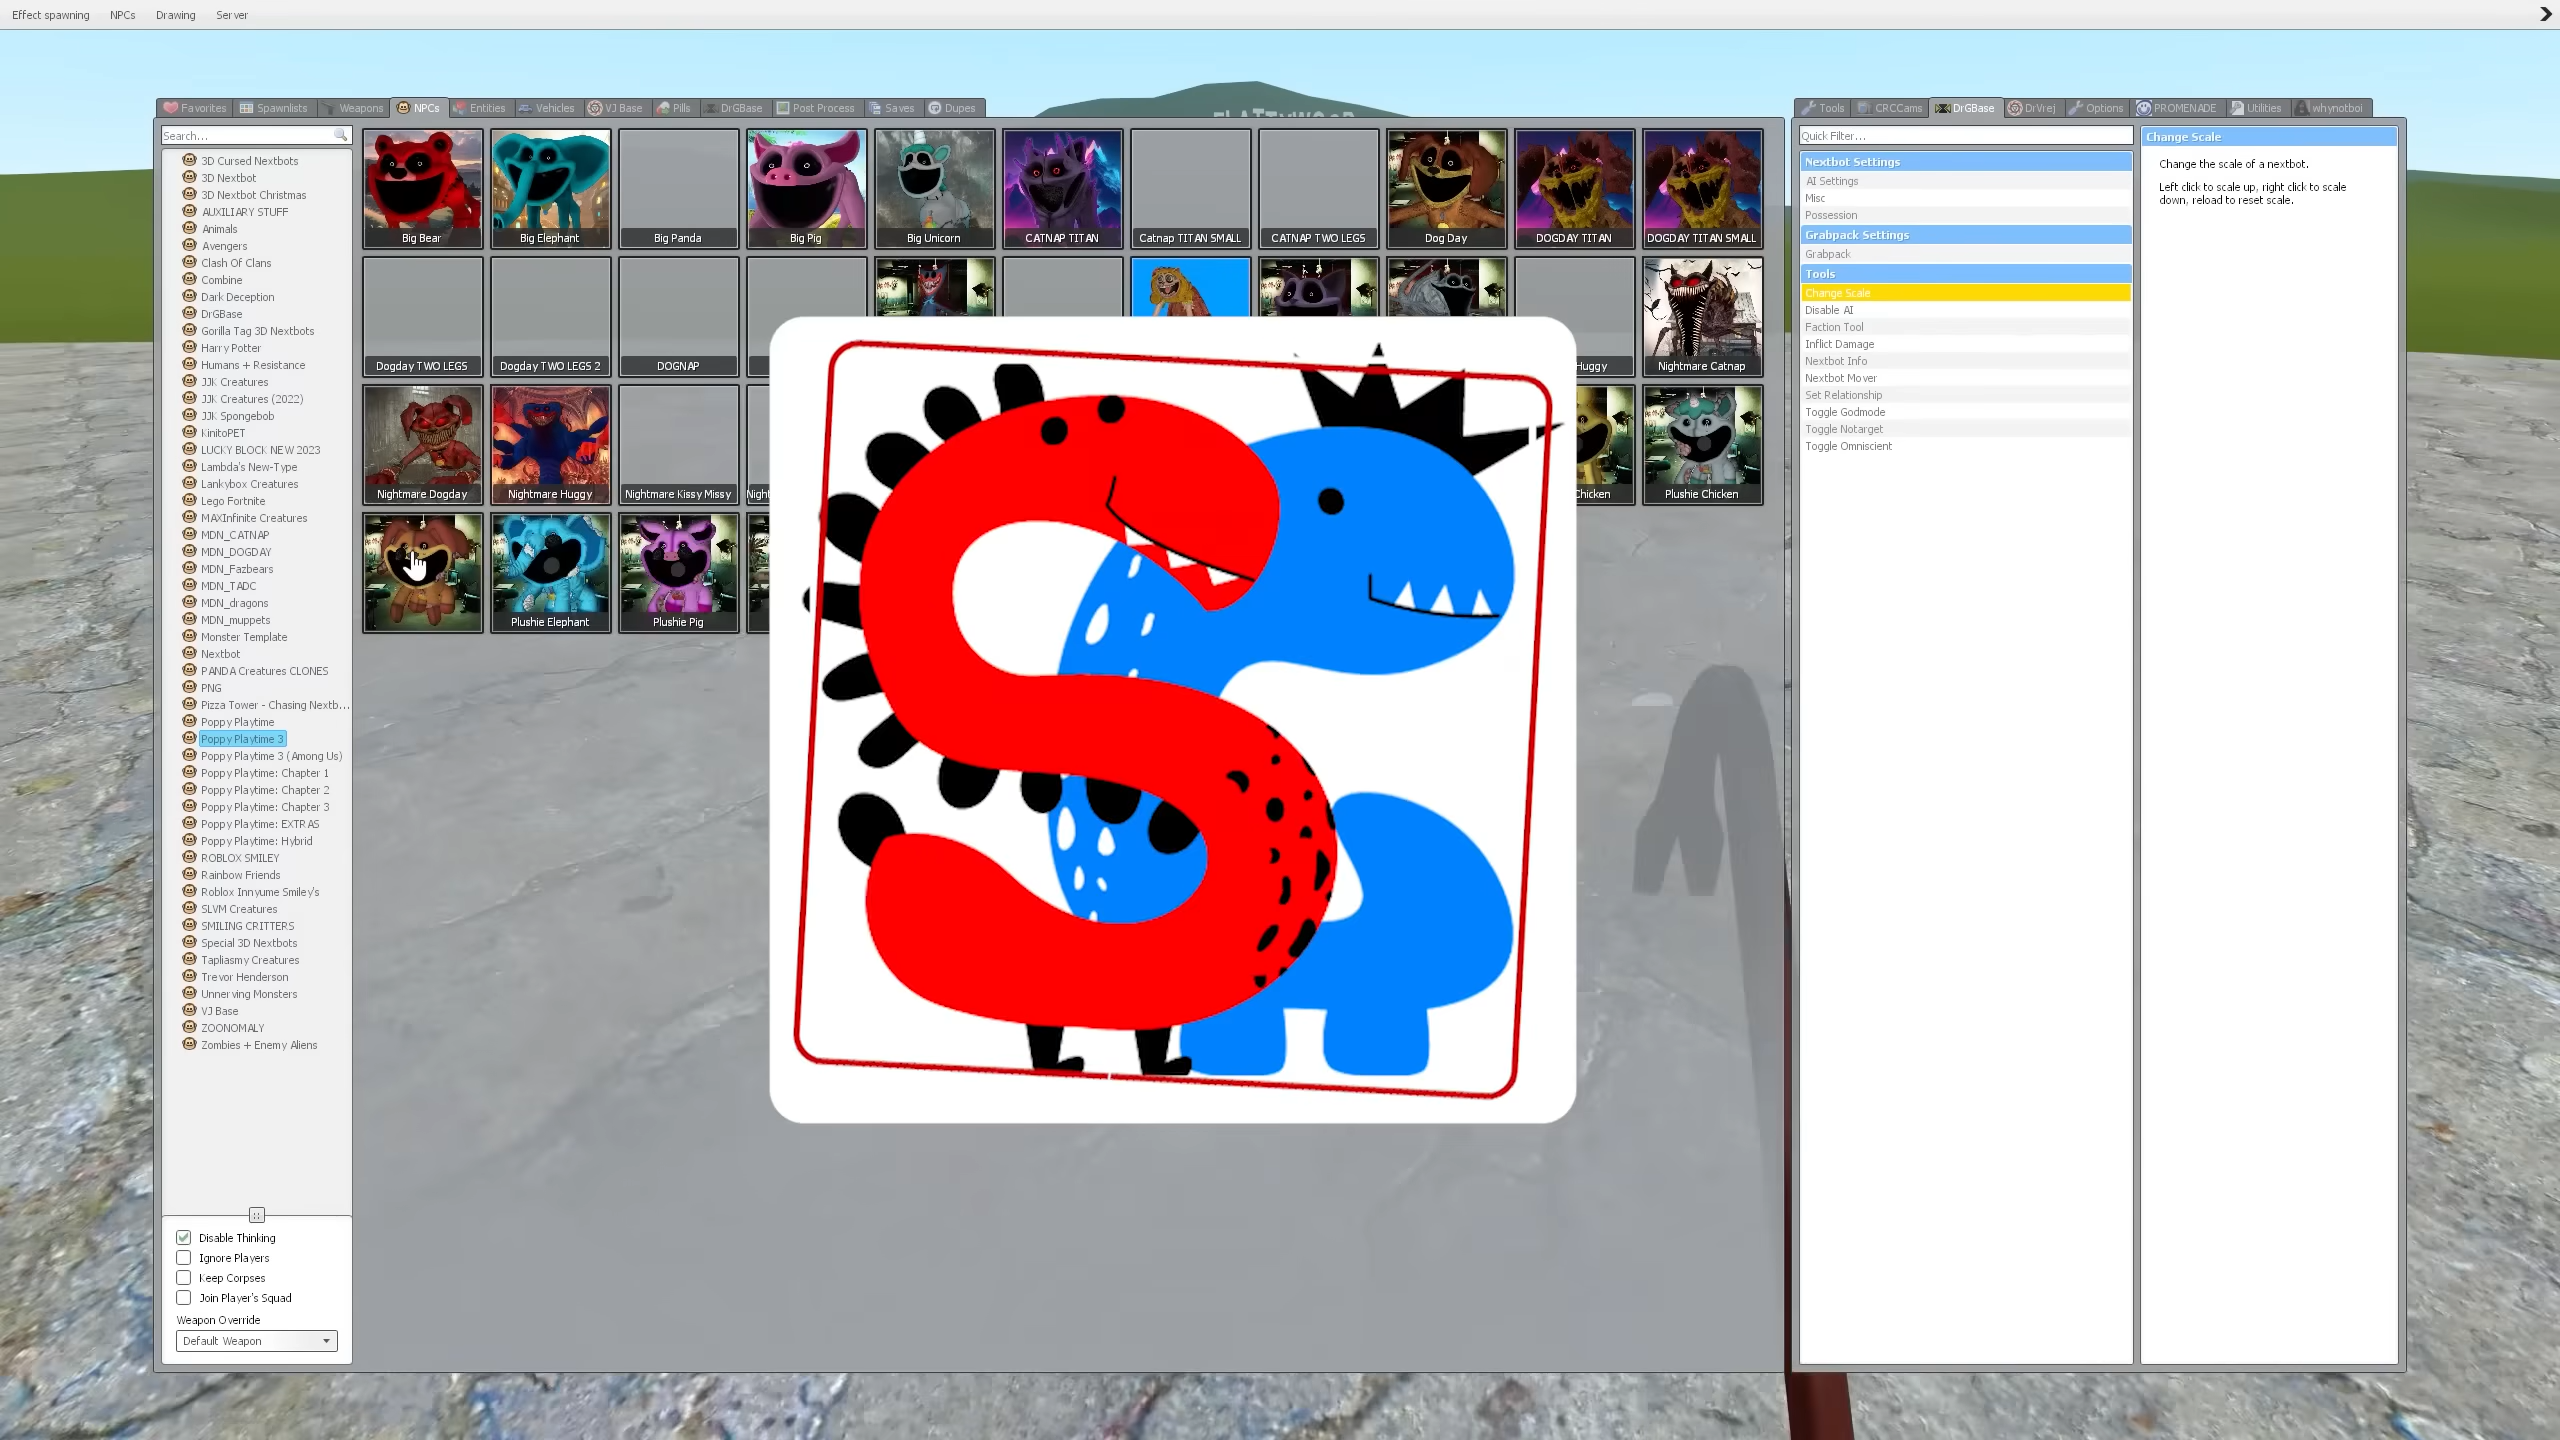 Effect spawning NPCs Drawing Server
Favorites Spawnlists Weapons NPCs Entities Vehicles VJ Base Pills DrGBase Post Process Saves Dupes
Search...
3D Cursed Nextbots
3D Nextbot
3D Nextbot Christmas
AUXILIARY STUFF
Animals
Avengers
Clash Of Clans
Combine
Dark Deception
DrGBase
Gorilla Tag 3D Nextbots
Harry Potter
Humans + Resistance
JJK Creatures
JJK Creatures (2022)
JJK Spongebob
KinitoPET
LUCKY BLOCK NEW 2023
Lambda's New-Type
Lankybox Creatures
Lego Fortnite
MAXInfinite Creatures
MDN_CATNAP
MDN_DOGDAY
MDN_Fazbears
MDN_TADC
MDN_dragons
MDN_muppets
Monster Template
Nextbot
PANDA Creatures CLONES
PNG
Pizza Tower - Chasing Nextb...
Poppy Playtime
Poppy Playtime 3
Poppy Playtime 3 (Among Us)
Poppy Playtime: Chapter 1
Poppy Playtime: Chapter 2
Poppy Playtime: Chapter 3
Poppy Playtime: EXTRAS
Poppy Playtime: Hybrid
ROBLOX SMILEY
Rainbow Friends
Roblox Innyume Smiley's
SLVM Creatures
SMILING CRITTERS
Special 3D Nextbots
Tapliasmy Creatures
Trevor Henderson
Unnerving Monsters
VJ Base
ZOONOMALY
Zombies + Enemy Aliens
Disable Thinking
Ignore Players
Keep Corpses
Join Player's Squad
Weapon Override
Default Weapon
Big Bear Big Elephant Big Panda Big Pig Big Unicorn CATNAP TITAN Catnap TITAN SMALL CATNAP TWO LEGS Dog Day DOGDAY TITAN DOGDAY TITAN SMALL
Dogday TWO LEGS Dogday TWO LEGS 2 DOGNAP Huggy Nightmare Catnap
Nightmare Dogday Nightmare Huggy Nightmare Kissy Missy Night Chicken Plushie Chicken
Plushie Elephant Plushie Pig
Tools CRCCams DrGBase DrVrej Options PROMENADE Utilities whynotboi
Quick Filter...
Nextbot Settings
AI Settings
Misc
Possession
Grabpack Settings
Grabpack
Tools
Change Scale
Disable AI
Faction Tool
Inflict Damage
Nextbot Info
Nextbot Mover
Set Relationship
Toggle Godmode
Toggle Notarget
Toggle Omniscient
Change Scale
Change the scale of a nextbot.
Left click to scale up, right click to scale
down, reload to reset scale.